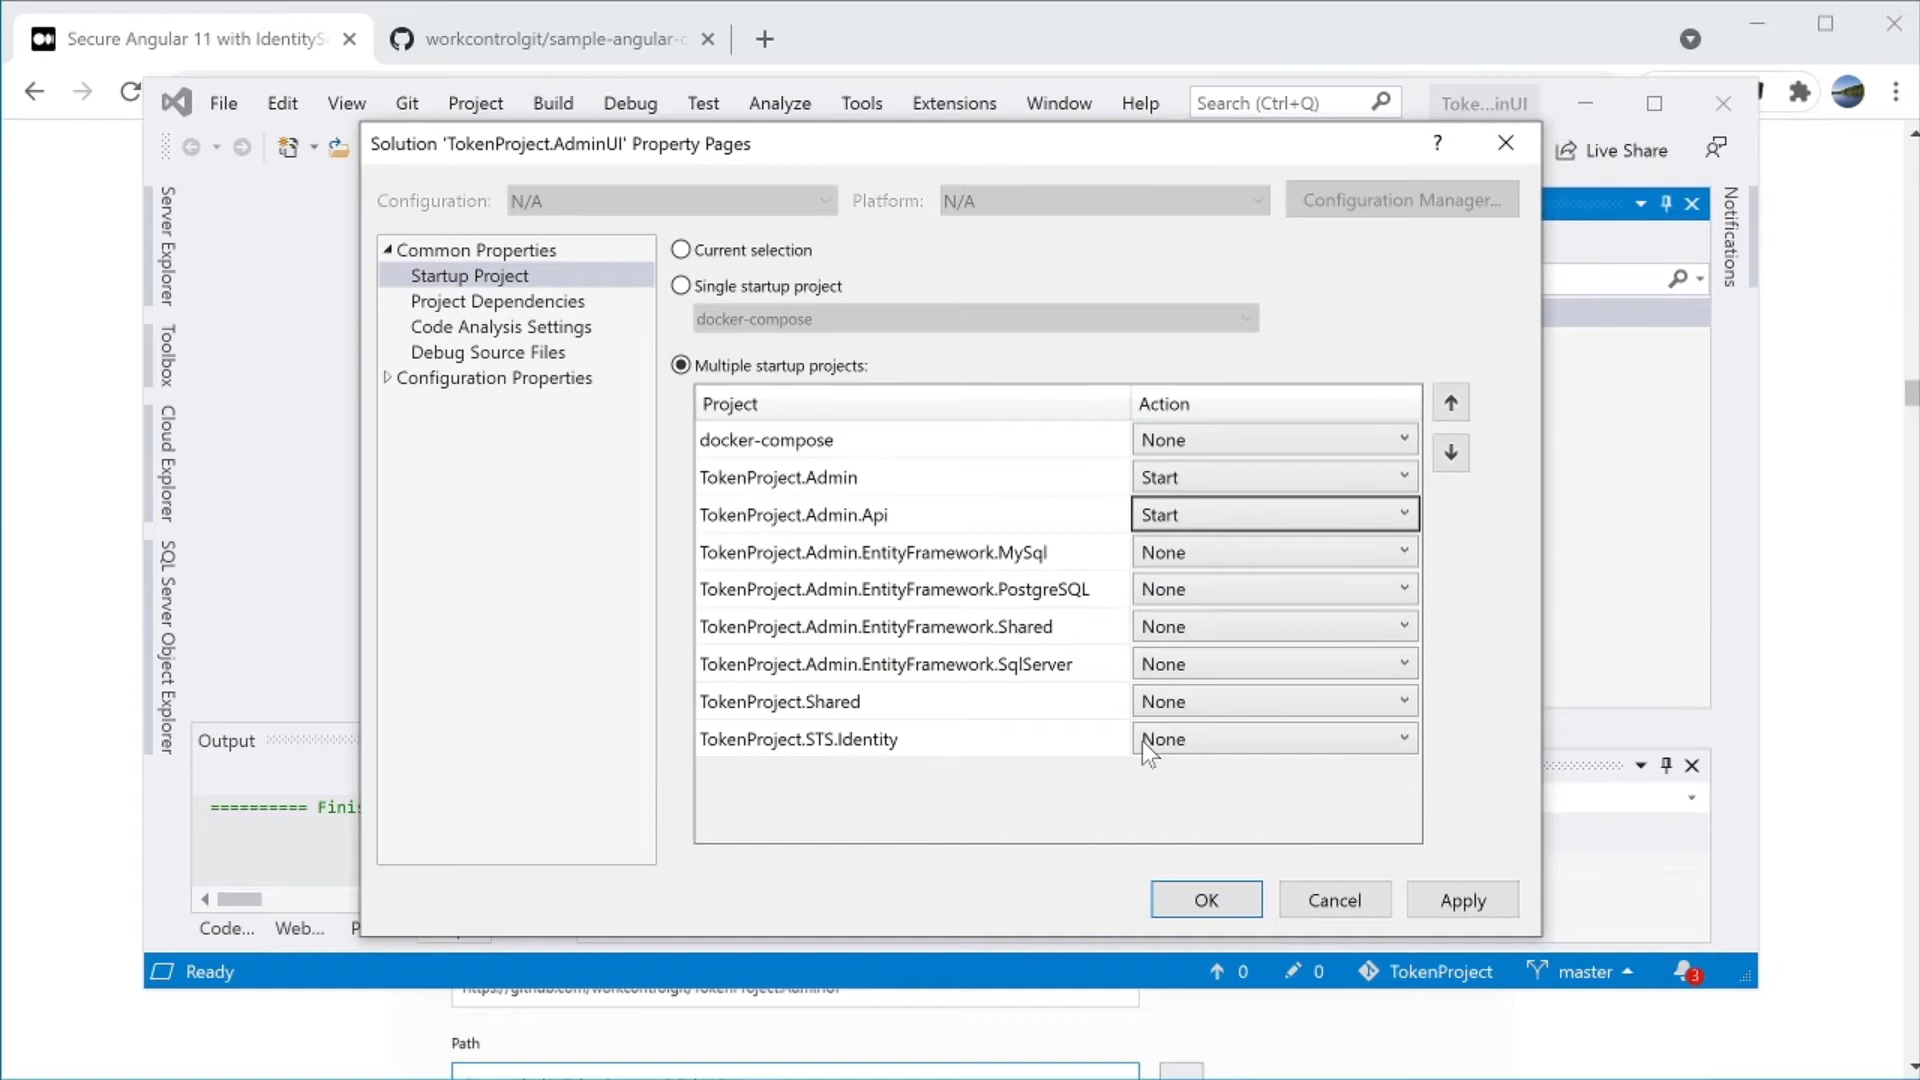 Secure Angular 11 with IdentitySe
workcontrolgit/sample-angular-c
File Edit View Git Project Build Debug Test Analyze Tools Extensions Window Help Search (Ctrl+Q) Toke...inUI
Live Share
Solution 'TokenProject.AdminUI' Property Pages
Configuration: N/A Platform: N/A Configuration Manager...
Common Properties
Startup Project
Project Dependencies
Code Analysis Settings
Debug Source Files
Configuration Properties
Current selection
Single startup project
docker-compose
Multiple startup projects:
Project Action
docker-compose None
TokenProject.Admin Start
TokenProject.Admin.Api Start
TokenProject.Admin.EntityFramework.MySql None
TokenProject.Admin.EntityFramework.PostgreSQL None
TokenProject.Admin.EntityFramework.Shared None
TokenProject.Admin.EntityFramework.SqlServer None
TokenProject.Shared None
TokenProject.STS.Identity None
OK Cancel Apply
Server Explorer
Toolbox
Cloud Explorer
SQL Server Object Explorer
Notifications
Output
========== Finis
Code... Web... P
Ready 0 0 TokenProject master 3
Path